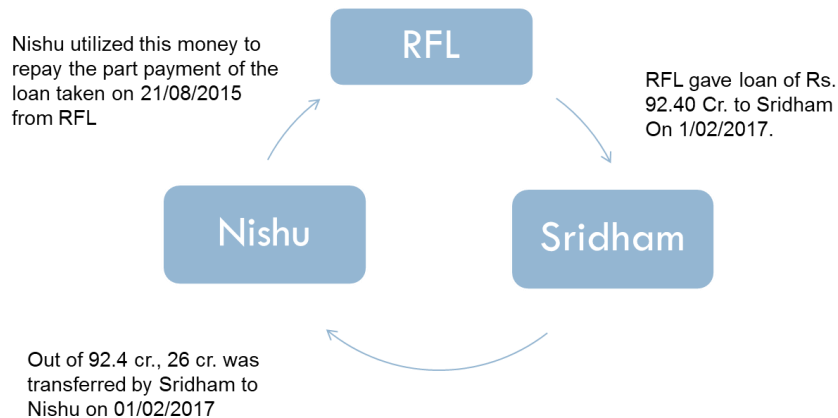 RFL
Nishu utilized this money to
repay the part payment of the
loan taken on 21/08/2015
from RFL
RFL gave loan of Rs.
92.40 Cr. to Sridham
On 1/02/2017.
Nishu
Sridham
Out of 92.4 cr., 26 cr. was
transferred by Sridham to
Nishu on 01/02/2017